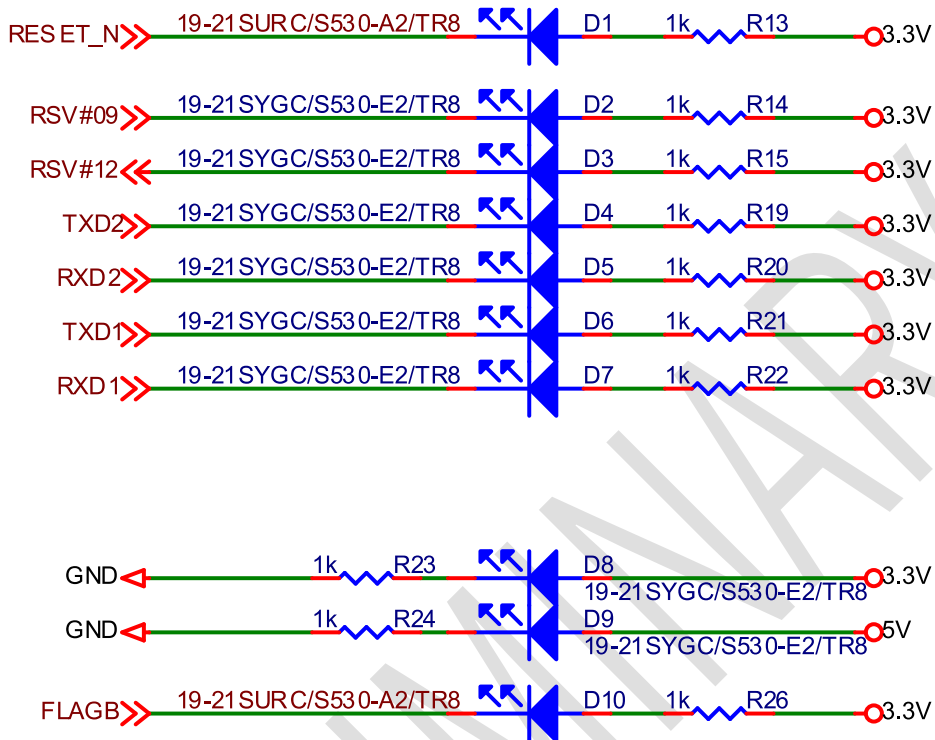 RESET_N 19-21SURC/S530-A2/TR8 D1 1k R13 3.3V
RSV#09 19-21SYGC/S530-E2/TR8 D2 1k R14 3.3V
RSV#12 19-21SYGC/S530-E2/TR8 D3 1k R15 3.3V
TXD2 19-21SYGC/S530-E2/TR8 D4 1k R19 3.3V
RXD2 19-21SYGC/S530-E2/TR8 D5 1k R20 3.3V
TXD1 19-21SYGC/S530-E2/TR8 D6 1k R21 3.3V
RXD1 19-21SYGC/S530-E2/TR8 D7 1k R22 3.3V
GND 1k R23 D8 3.3V
19-21SYGC/S530-E2/TR8
GND 1k R24 D9 5V
19-21SYGC/S530-E2/TR8
FLAGB 19-21SURC/S530-A2/TR8 D10 1k R26 3.3V
IMINARY